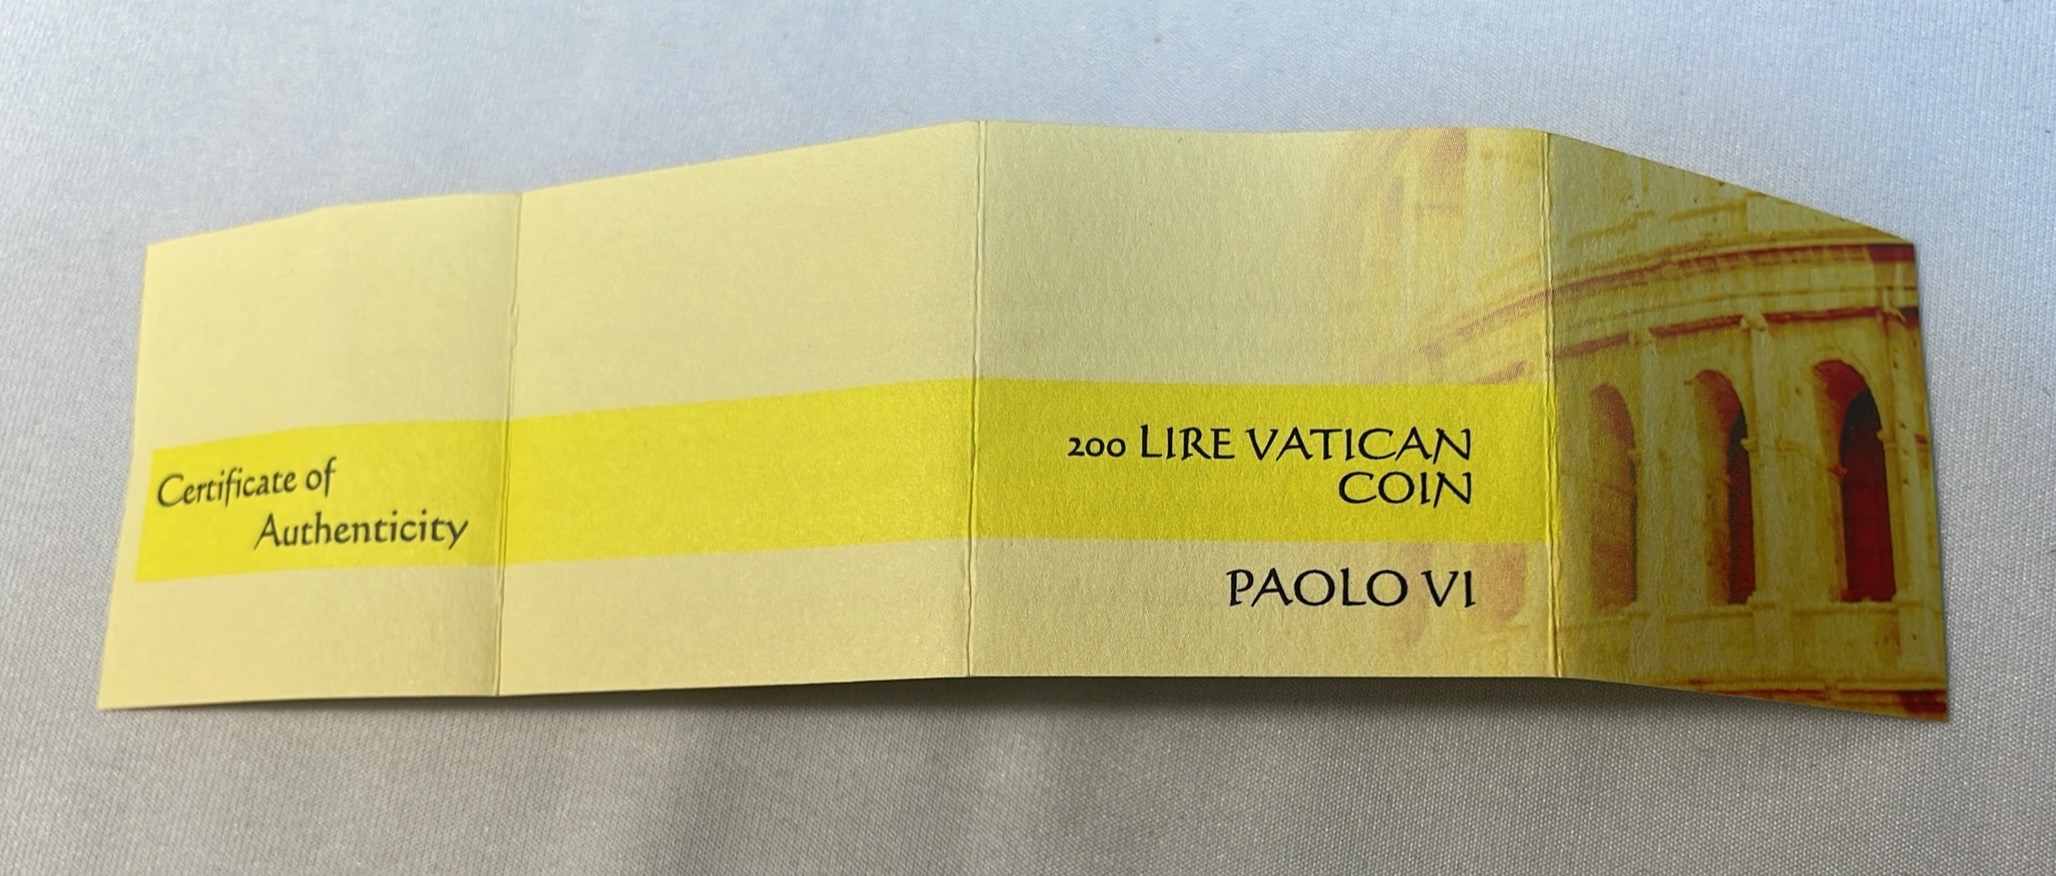 Certificate of
Authenticity
200 LIRE VATICAN
COIN
PAOLO VI